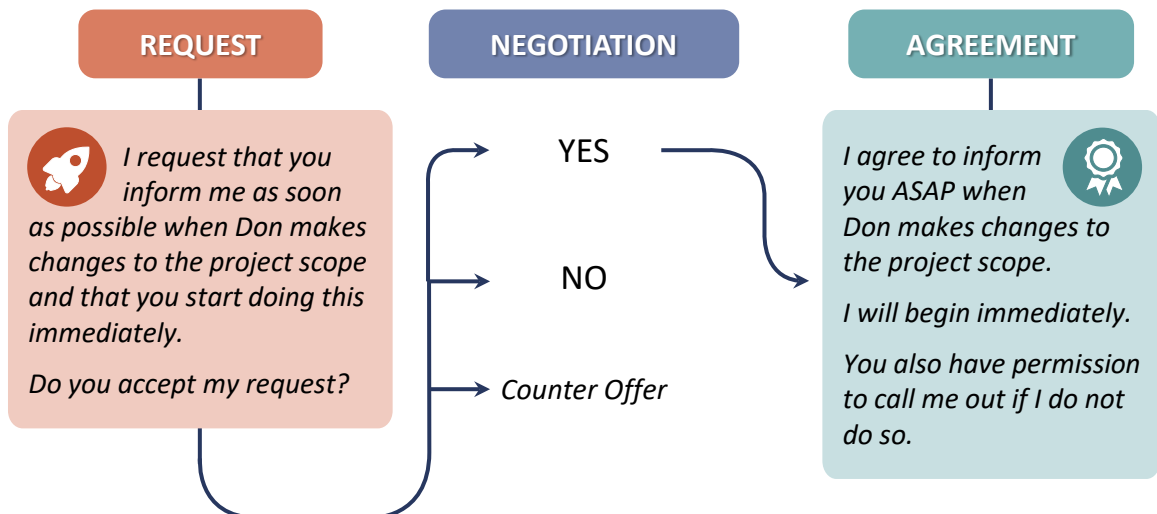 REQUEST
I request that you
inform me as soon
as possible when Don makes
changes to the project scope
and that you start doing this
immediately.
Do you accept my request?
NEGOTIATION
YES
NO
Counter Offer
AGREEMENT
I agree to inform
you ASAP when
Don makes changes to
the project scope.
I will begin immediately.
You also have permission
to call me out if I do not
do so.